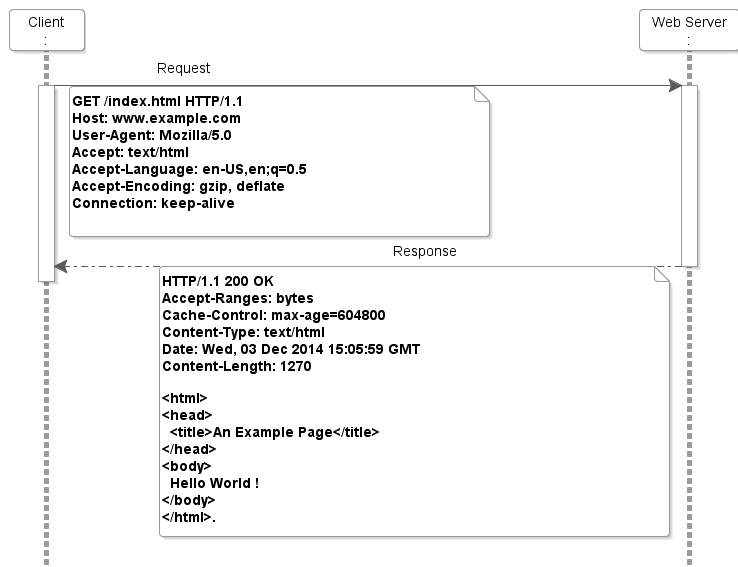 Client
:
Web Server
:
Request
GET /index.html HTTP/1.1
Host: www.example.com
User-Agent: Mozilla/5.0
Accept: text/html
Accept-Language: en-US,en;q=0.5
Accept-Encoding: gzip, deflate
Connection: keep-alive
Response
HTTP/1.1 200 OK
Accept-Ranges: bytes
Cache-Control: max-age=604800
Content-Type: text/html
Date: Wed, 03 Dec 2014 15:05:59 GMT
Content-Length: 1270

<html>
<head>
  <title>An Example Page</title>
</head>
<body>
  Hello World !
</body>
</html>.